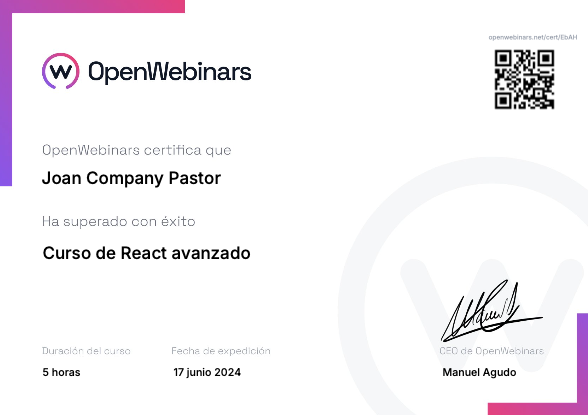 openwebinars.net/cert/EbAH
OpenWebinars
OpenWebinars certifica que
Joan Company Pastor
Ha superado con éxito
Curso de React avanzado
Duración del curso
Fecha de expedición
CEO de OpenWebinars
5 horas
17 junio 2024
Manuel Agudo